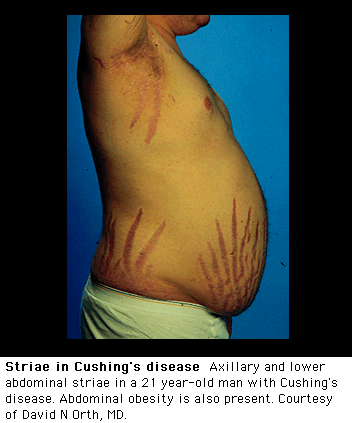 Striae in Cushing's disease Axillary and lower
abdominal striae in a 21 year-old man with Cushing's
disease. Abdominal obesity is also present. Courtesy
of David N Orth, MD.